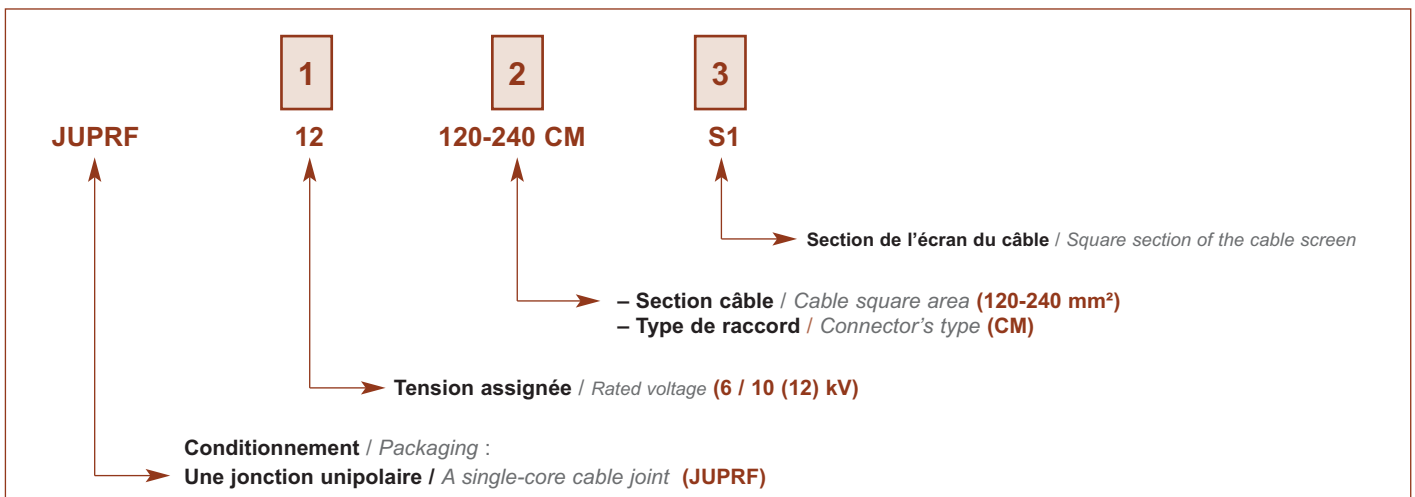 1 2 3
JUPRF 12 120-240 CM S1
Section de l’écran du câble / Square section of the cable screen
– Section câble / Cable square area (120-240 mm²)
– Type de raccord / Connector’s type (CM)
Tension assignée / Rated voltage (6 / 10 (12) kV)
Conditionnement / Packaging :
Une jonction unipolaire / A single-core cable joint (JUPRF)